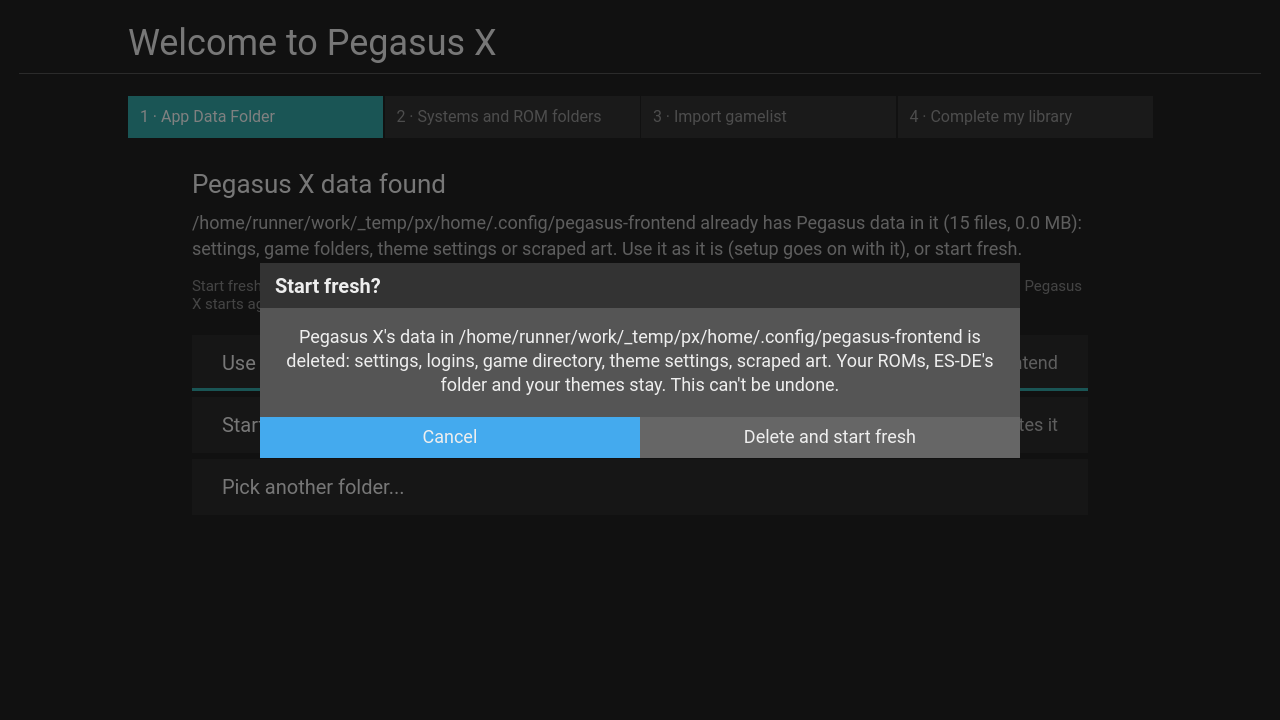 Welcome to Pegasus X
1 · App Data Folder
2 · Systems and ROM folders
3 · Import gamelist
4 · Complete my library
Pegasus X data found
/home/runner/work/_temp/px/home/.config/pegasus-frontend already has Pegasus data in it (15 files, 0.0 MB):
settings, game folders, theme settings or scraped art. Use it as it is (setup goes on with it), or start fresh.
Start fresh Pegasus
X starts
Start fresh?
Pegasus X's data in /home/runner/work/_temp/px/home/.config/pegasus-frontend is
deleted: settings, logins, game directory, theme settings, scraped art. Your ROMs, ES-DE's
folder and your themes stay. This can't be undone.
Use
Cancel
Delete and start fresh
it
Pick another folder...